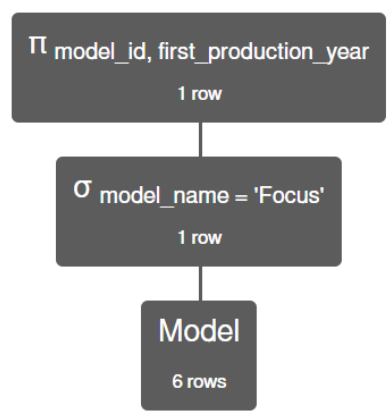 π model_id, first_production_year
1 row
σ model_name = 'Focus'
1 row
Model
6 rows